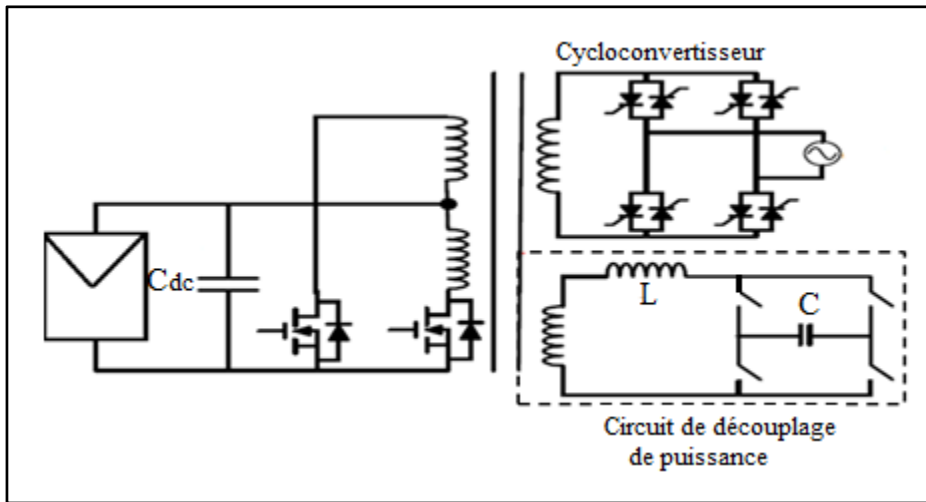 Cycloconvertisseur
Cdc
L
C
Circuit de découplage
de puissance